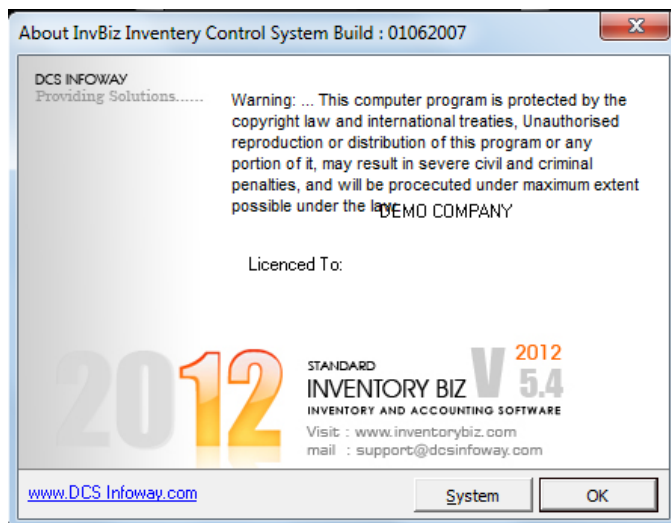 About InvBiz Inventery Control System Build : 01062007
DCS INFOWAY
Providing Solutions......
Warning: ... This computer program is protected by the
copyright law and international treaties, Unauthorised
reproduction or distribution of this program or any
portion of it, may result in severe civil and criminal
penalties, and will be procecuted under maximum extent
possible under the law.
DEMO COMPANY
Licenced To:
2012
STANDARD
INVENTORY BIZ
V 2012 5.4
INVENTORY AND ACCOUNTING SOFTWARE
Visit : www.inventorybiz.com
mail : support@dcsinfoway.com
www.DCS Infoway.com
System
OK